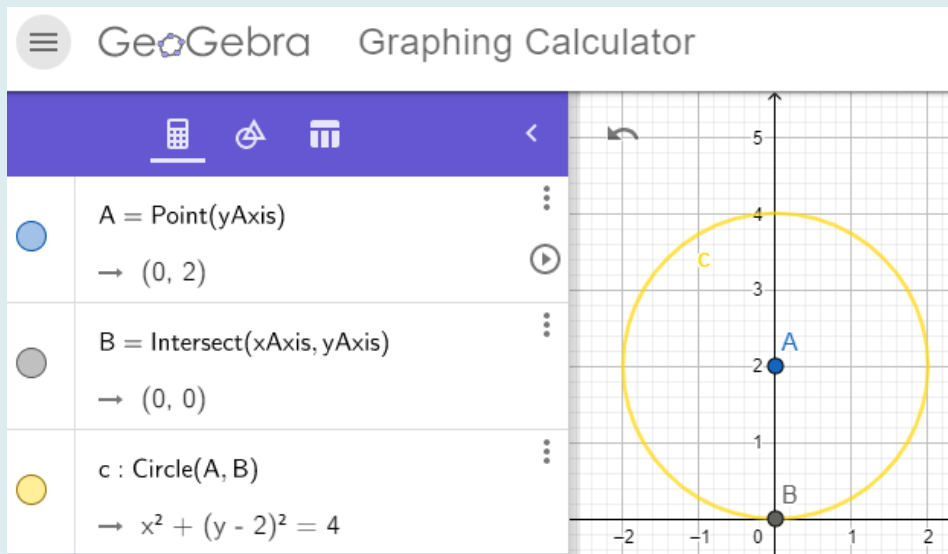 GeoGebra Graphing Calculator
A = Point(yAxis)
→ (0, 2)
B = Intersect(xAxis, yAxis)
→ (0, 0)
c : Circle(A, B)
→ x² + (y - 2)² = 4
5
4
c
3
A
2
1
B
–2 –1 0 1 2